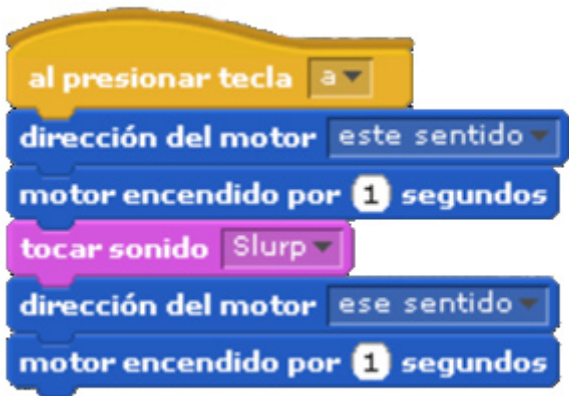 al presionar tecla a
dirección del motor este sentido
motor encendido por 1 segundos
tocar sonido Slurp
dirección del motor ese sentido
motor encendido por 1 segundos